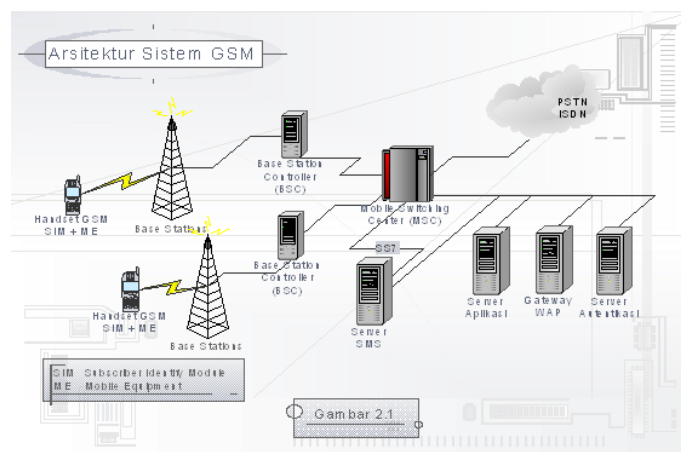 Arsitektur Sistem GSM
PSTN
ISDN
Base Station
Controller
(BSC)
Mobile Switching
Center (MSC)
Handset GSM
SIM + ME
Base Stations
Base Station
Controller
(BSC)
SS7
Handset GSM
SIM + ME
Base Stations
Server
SMS
Server
Aplikasi
Gateway
WAP
Server
Autentikasi
SIM Subscriber Identify Module
ME Mobile Equipment
Gambar 2.1